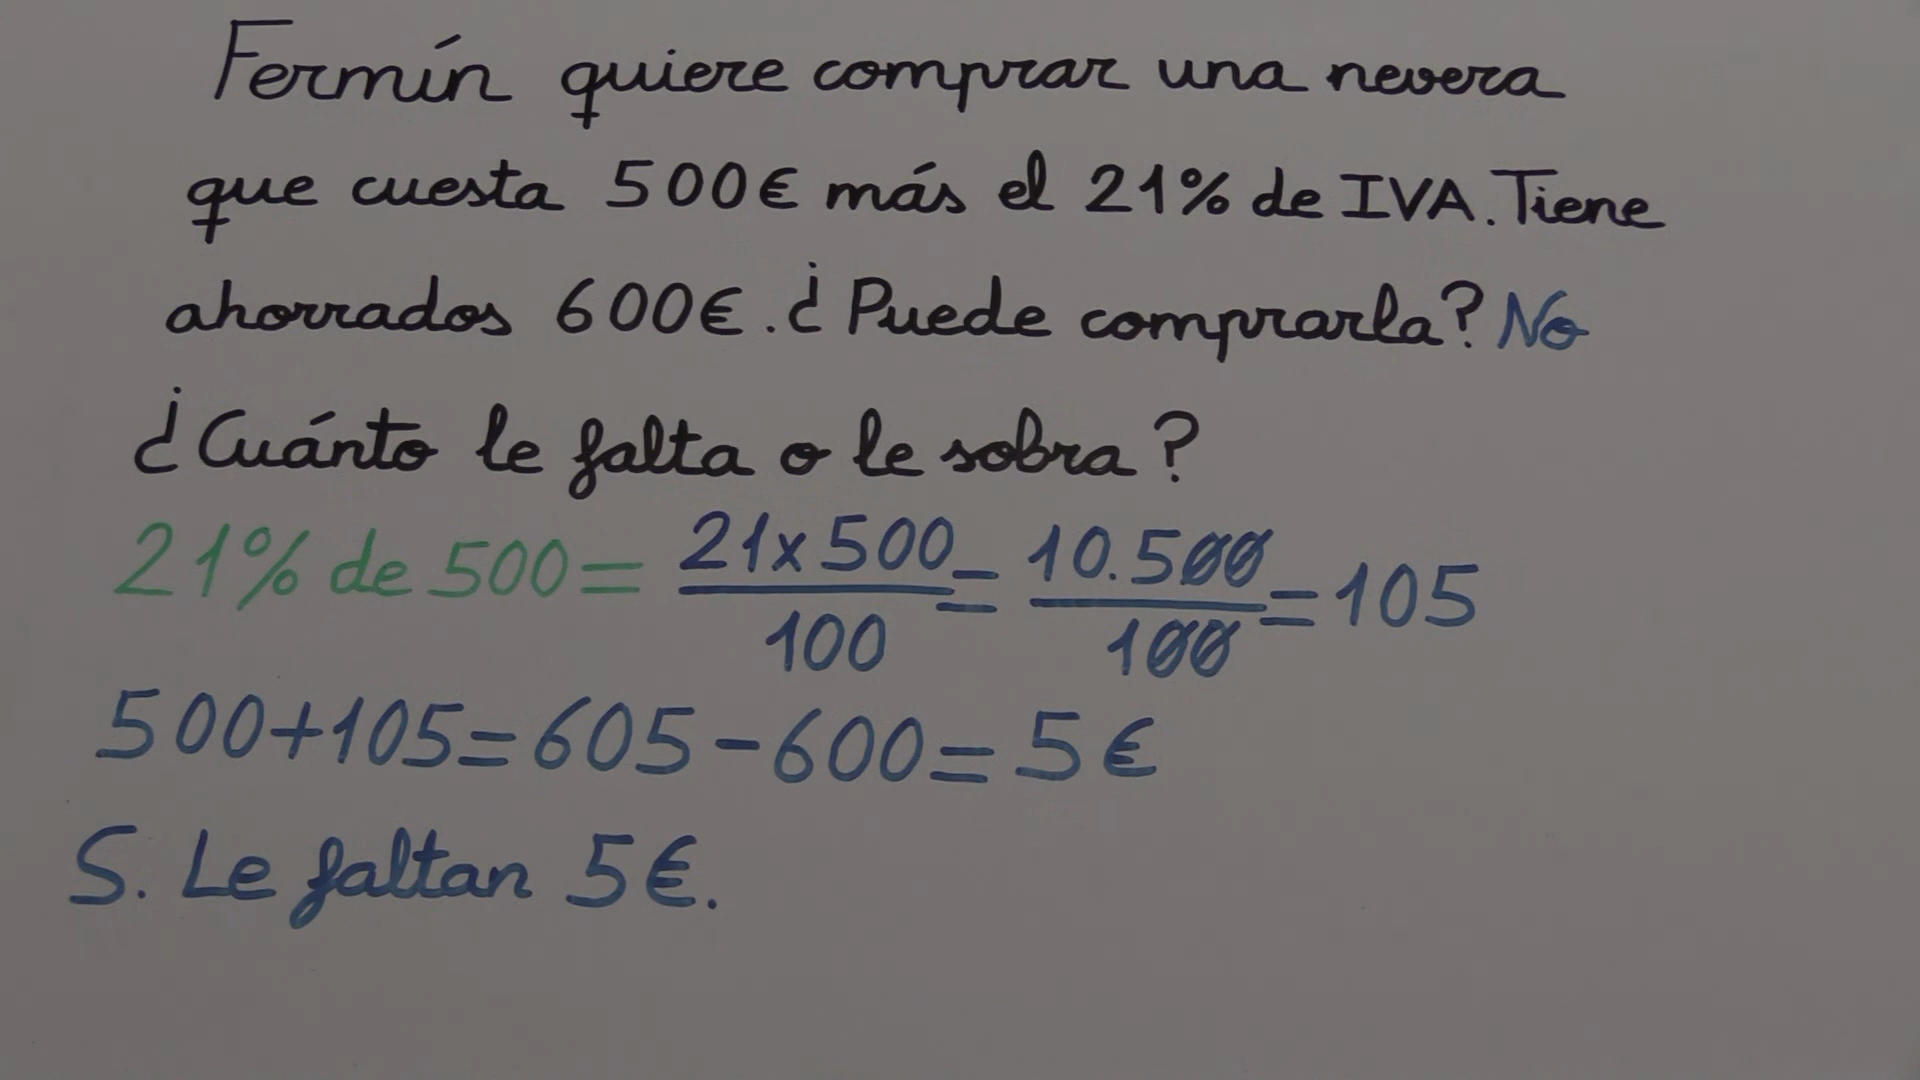 Fermín quiere comprar una nevera
que cuesta 500€ más el 21% de IVA. Tiene
ahorrados 600€. ¿Puede comprarla? No
¿Cuánto le falta o le sobra?
21% de 500 = 21x500/100 = 10.500/100 = 105
500+105=605-600=5€
S. Le faltan 5€.